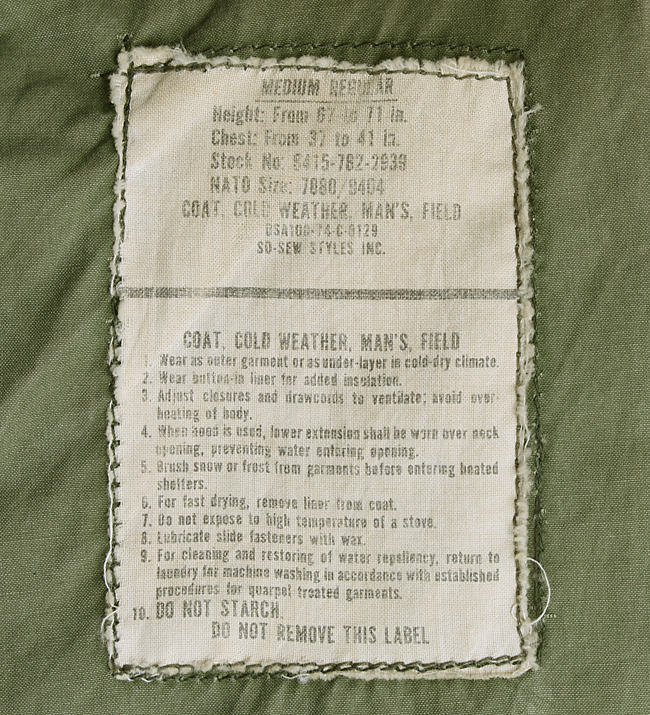 MEDIUM REGULAR
Height: From 67 to 71 in.
Chest: From 37 to 41 in.
Stock No: 8415-782-2939
NATO Size: 7080/9404
COAT, COLD WEATHER, MAN'S, FIELD
DSA100-74-C-0129
SO-SEW STYLES INC.
COAT, COLD WEATHER, MAN'S, FIELD
1. Wear as outer garment or as under-layer in cold-dry climate.
2. Wear button-in liner for added insulation.
3. Adjust closures and drawcords to ventilate; avoid over-
heating of body.
4. When hood is used, lower extension shall be worn over neck
opening, preventing water entering opening.
5. Brush snow or frost from garments before entering heated
shelters.
6. For fast drying, remove liner from coat.
7. Do not expose to high temperature of a stove.
8. Lubricate slide fasteners with wax.
9. For cleaning and restoring of water repellency, return to
laundry for machine washing in accordance with established
procedures for quarpel treated garments.
10. DO NOT STARCH.
DO NOT REMOVE THIS LABEL